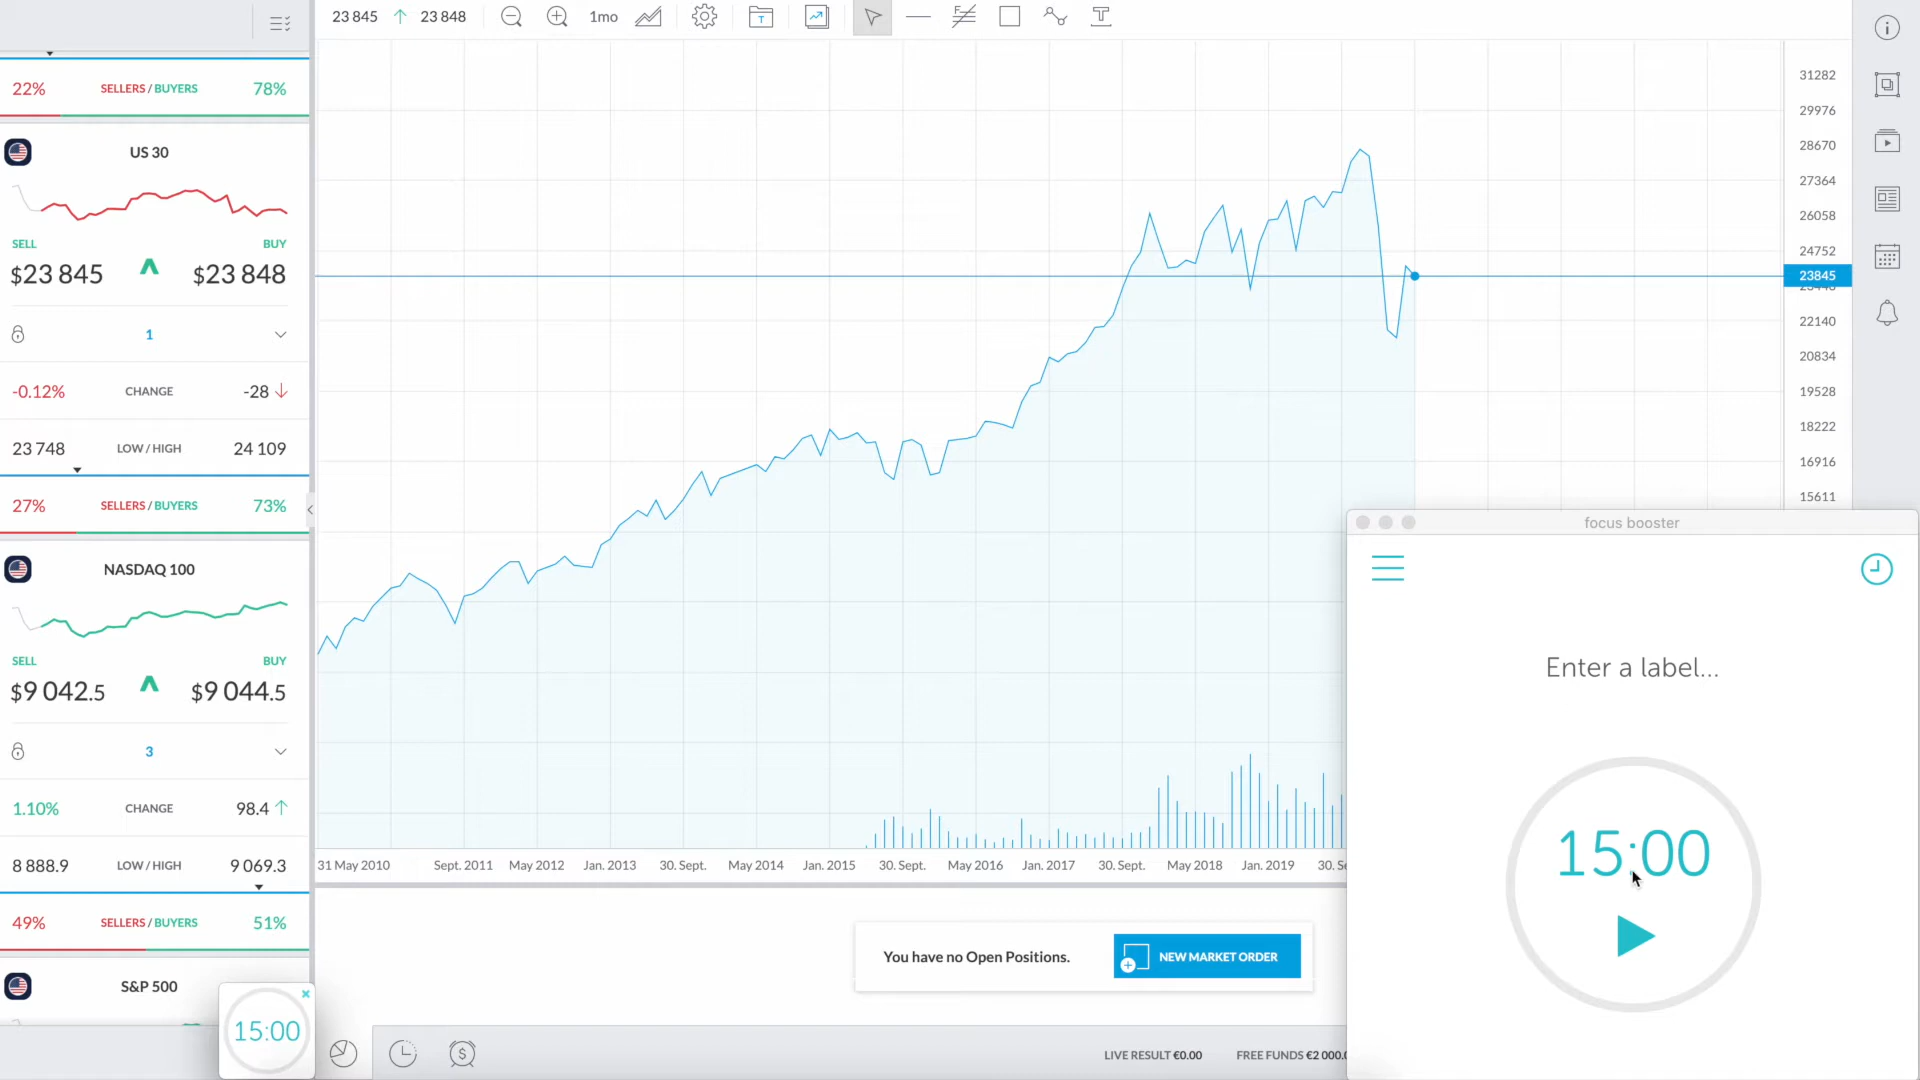 23 845 23 848 1mo
T
22% SELLERS / BUYERS 78%
US 30
SELL BUY
$23 845 $23 848
1
-0.12% CHANGE -28
23 748 LOW / HIGH 24 109
27% SELLERS / BUYERS 73%
NASDAQ 100
SELL BUY
$9 042.5 $9 044.5
3
1.10% CHANGE 98.4
8 888.9 LOW / HIGH 9 069.3
49% SELLERS / BUYERS 51%
S&P 500
15:00
31282
29976
28670
27364
26058
24752
23845
22140
20834
19528
18222
16916
15611
31 May 2010 Sept. 2011 May 2012 Jan. 2013 30. Sept. May 2014 Jan. 2015 30. Sept. May 2016 Jan. 2017 30. Sept. May 2018 Jan. 2019
You have no Open Positions. NEW MARKET ORDER
LIVE RESULT €0.00 FREE FUNDS €2 000.0
focus booster
Enter a label...
15:00